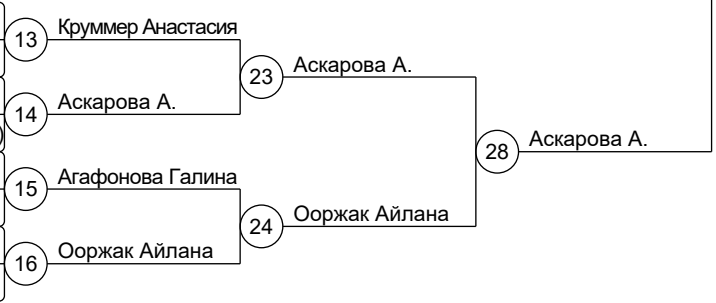 13 Круммер Анастасия
23 Аскарова А.
14 Аскарова А.
28 Аскарова А.
15 Агафонова Галина
24 Ооржак Айлана
16 Ооржак Айлана